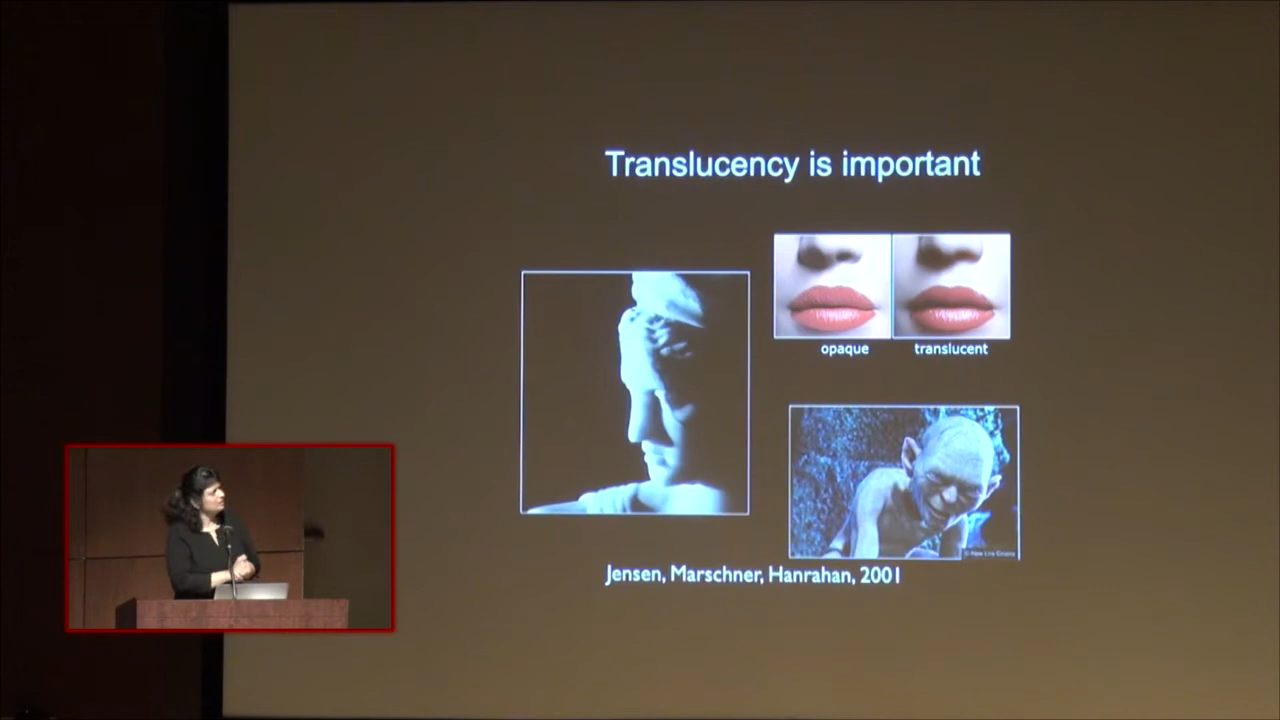 Translucency is important
opaque
translucent
Jensen, Marschner, Hanrahan, 2001